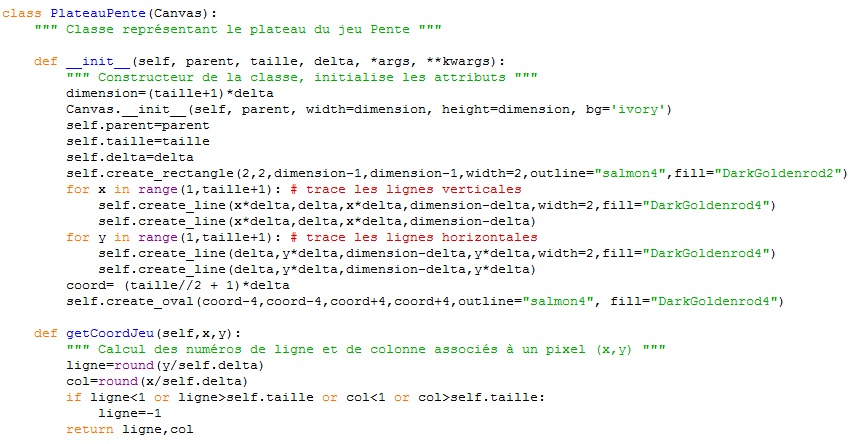 class PlateauPente(Canvas):
    """ Classe représentant le plateau du jeu Pente """

    def __init__(self, parent, taille, delta, *args, **kwargs):
        """ Constructeur de la classe, initialise les attributs """
        dimension=(taille+1)*delta
        Canvas.__init__(self, parent, width=dimension, height=dimension, bg='ivory')
        self.parent=parent
        self.taille=taille
        self.delta=delta
        self.create_rectangle(2,2,dimension-1,dimension-1,width=2,outline="salmon4",fill="DarkGoldenrod2")
        for x in range(1,taille+1): # trace les lignes verticales
            self.create_line(x*delta,delta,x*delta,dimension-delta,width=2,fill="DarkGoldenrod4")
            self.create_line(x*delta,delta,x*delta,dimension-delta)
        for y in range(1,taille+1): # trace les lignes horizontales
            self.create_line(delta,y*delta,dimension-delta,y*delta,width=2,fill="DarkGoldenrod4")
            self.create_line(delta,y*delta,dimension-delta,y*delta)
        coord= (taille//2 + 1)*delta
        self.create_oval(coord-4,coord-4,coord+4,coord+4,outline="salmon4", fill="DarkGoldenrod4")

    def getCoordJeu(self,x,y):
        """ Calcul des numéros de ligne et de colonne associés à un pixel (x,y) """
        ligne=round(y/self.delta)
        col=round(x/self.delta)
        if ligne<1 or ligne>self.taille or col<1 or col>self.taille:
            ligne=-1
        return ligne,col